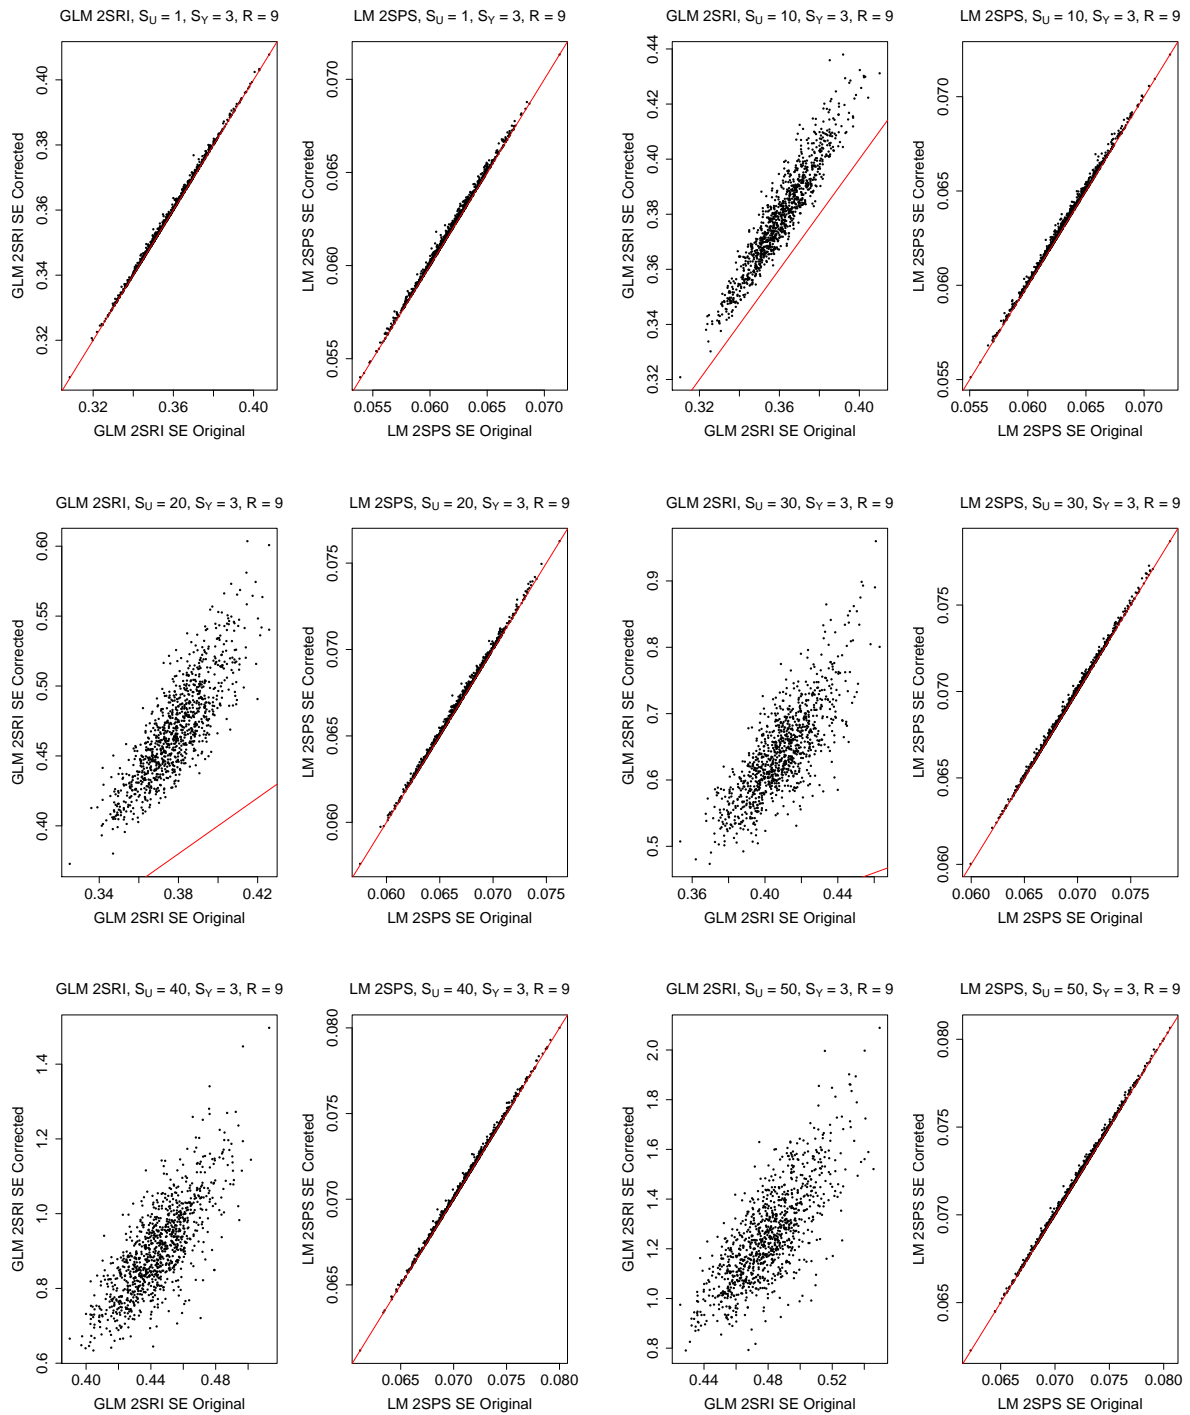 GLM 2SRI, S_U = 1, S_Y = 3, R = 9
GLM 2SRI SE Corrected
0.32 0.34 0.36 0.38 0.40
0.32 0.36 0.40
GLM 2SRI SE Original
LM 2SPS, S_U = 1, S_Y = 3, R = 9
LM 2SPS SE Correted
0.055 0.060 0.065 0.070
0.055 0.060 0.065 0.070
LM 2SPS SE Original
GLM 2SRI, S_U = 10, S_Y = 3, R = 9
GLM 2SRI SE Corrected
0.32 0.34 0.36 0.38 0.40 0.42 0.44
0.32 0.36 0.40
GLM 2SRI SE Original
LM 2SPS, S_U = 10, S_Y = 3, R = 9
LM 2SPS SE Correted
0.055 0.060 0.065 0.070
0.055 0.060 0.065 0.070
LM 2SPS SE Original
GLM 2SRI, S_U = 20, S_Y = 3, R = 9
GLM 2SRI SE Corrected
0.40 0.45 0.50 0.55 0.60
0.34 0.38 0.42
GLM 2SRI SE Original
LM 2SPS, S_U = 20, S_Y = 3, R = 9
LM 2SPS SE Correted
0.060 0.065 0.070 0.075
0.060 0.065 0.070 0.075
LM 2SPS SE Original
GLM 2SRI, S_U = 30, S_Y = 3, R = 9
GLM 2SRI SE Corrected
0.5 0.6 0.7 0.8 0.9
0.36 0.40 0.44
GLM 2SRI SE Original
LM 2SPS, S_U = 30, S_Y = 3, R = 9
LM 2SPS SE Correted
0.060 0.065 0.070 0.075
0.060 0.065 0.070 0.075
LM 2SPS SE Original
GLM 2SRI, S_U = 40, S_Y = 3, R = 9
GLM 2SRI SE Corrected
0.6 0.8 1.0 1.2 1.4
0.40 0.44 0.48
GLM 2SRI SE Original
LM 2SPS, S_U = 40, S_Y = 3, R = 9
LM 2SPS SE Correted
0.065 0.070 0.075 0.080
0.065 0.070 0.075 0.080
LM 2SPS SE Original
GLM 2SRI, S_U = 50, S_Y = 3, R = 9
GLM 2SRI SE Corrected
0.8 1.0 1.2 1.4 1.6 1.8 2.0
0.44 0.48 0.52
GLM 2SRI SE Original
LM 2SPS, S_U = 50, S_Y = 3, R = 9
LM 2SPS SE Correted
0.065 0.070 0.075 0.080
0.065 0.070 0.075 0.080
LM 2SPS SE Original